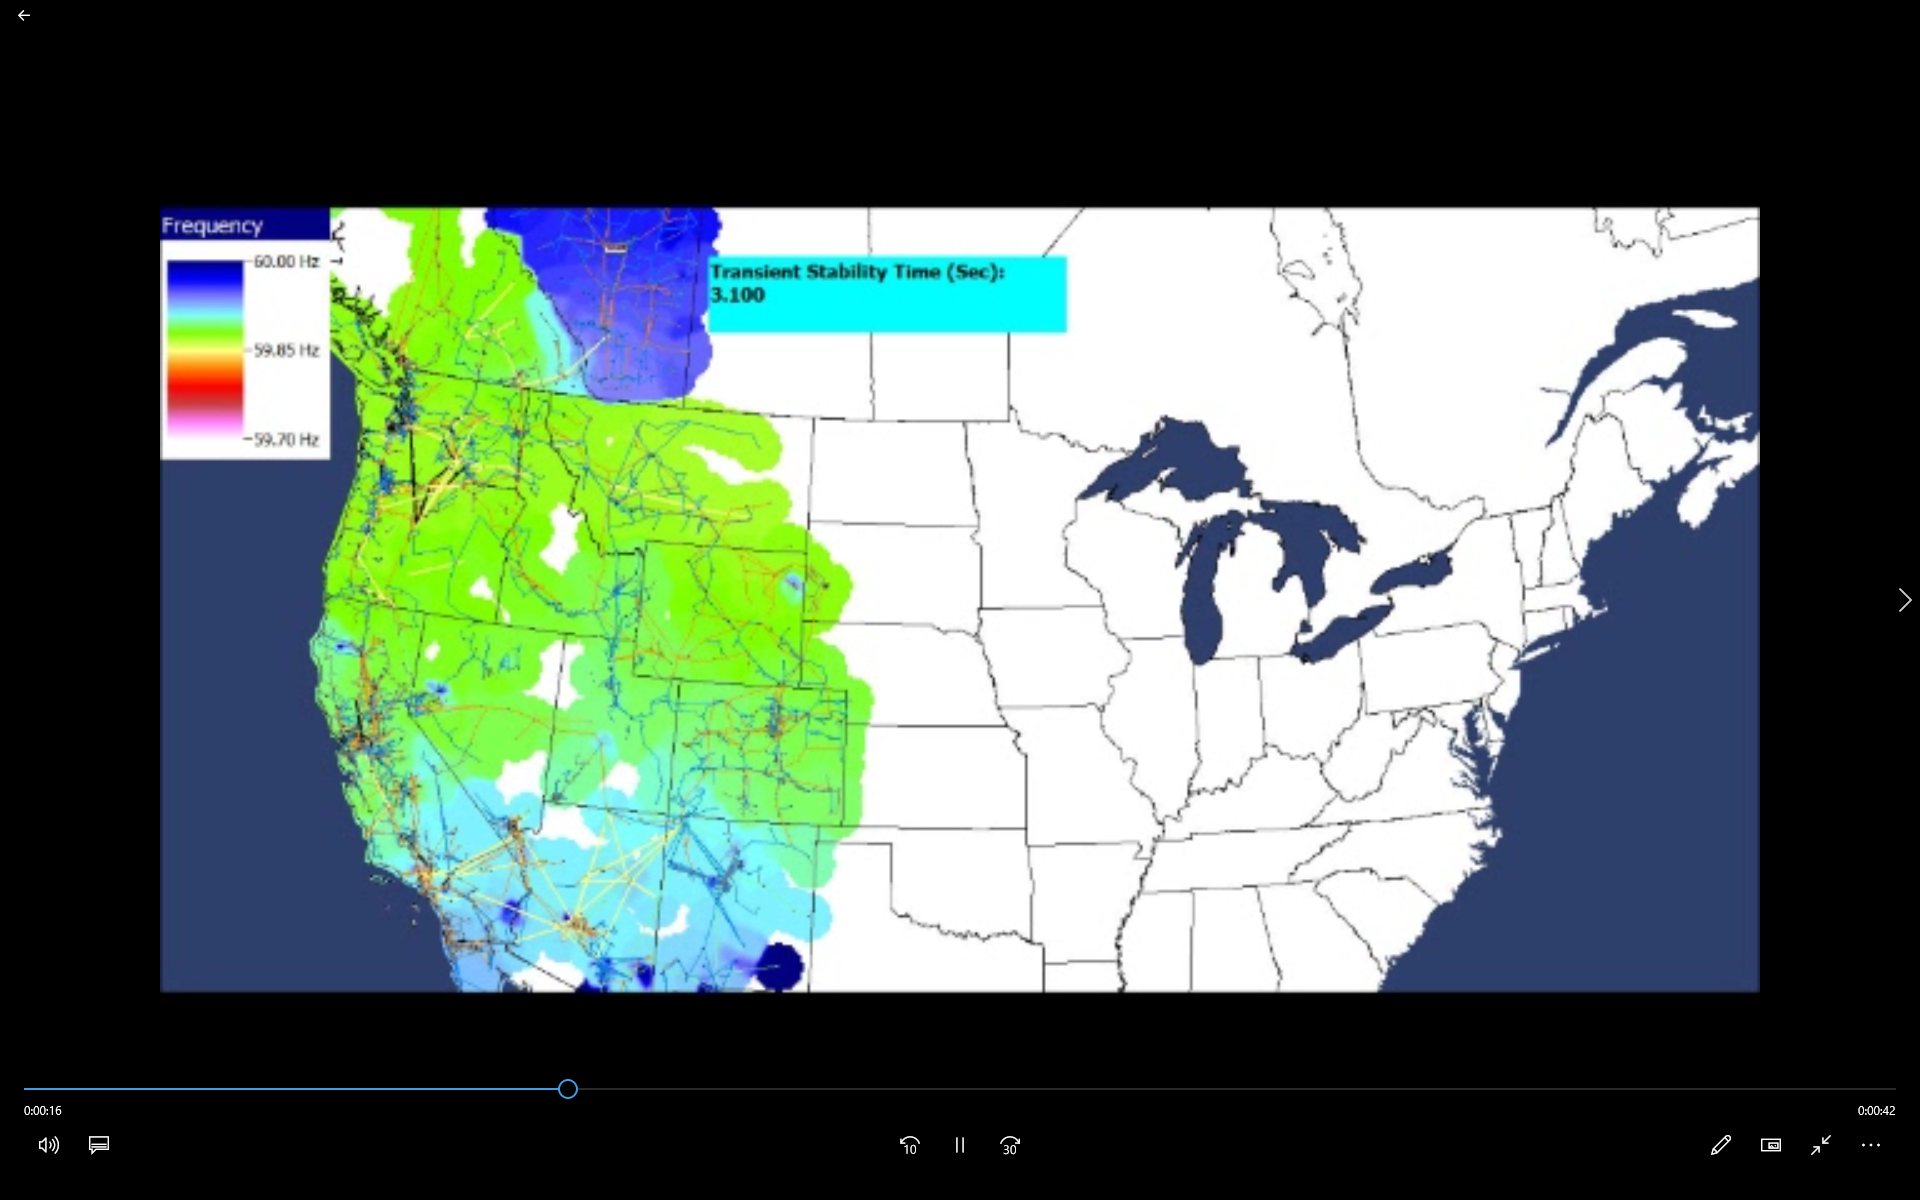 Frequency
60.00 Hz
59.85 Hz
59.70 Hz
Transient Stability Time (Sec):
3.100
0:00:16
0:00:42
10
30